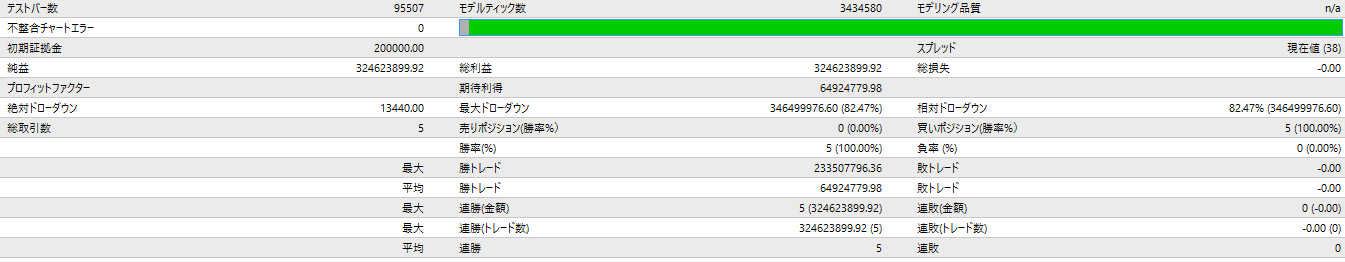 テストバー数 95507 モデルティック数 3434580 モデリング品質 n/a
不整合チャートエラー 0
初期証拠金 200000.00 スプレッド 現在値 (38)
純益 324623899.92 総利益 324623899.92 総損失 -0.00
プロフィットファクター 期待利得 64924779.98
絶対ドローダウン 13440.00 最大ドローダウン 346499976.60 (82.47%) 相対ドローダウン 82.47% (346499976.60)
総取引数 5 売りポジション(勝率%) 0 (0.00%) 買いポジション(勝率%) 5 (100.00%)
勝率(%) 5 (100.00%) 負率 (%) 0 (0.00%)
最大 勝トレード 233507796.36 敗トレード -0.00
平均 勝トレード 64924779.98 敗トレード -0.00
最大 連勝(金額) 5 (324623899.92) 連敗(金額) 0 (-0.00)
最大 連勝(トレード数) 324623899.92 (5) 連敗(トレード数) -0.00 (0)
平均 連勝 5 連敗 0